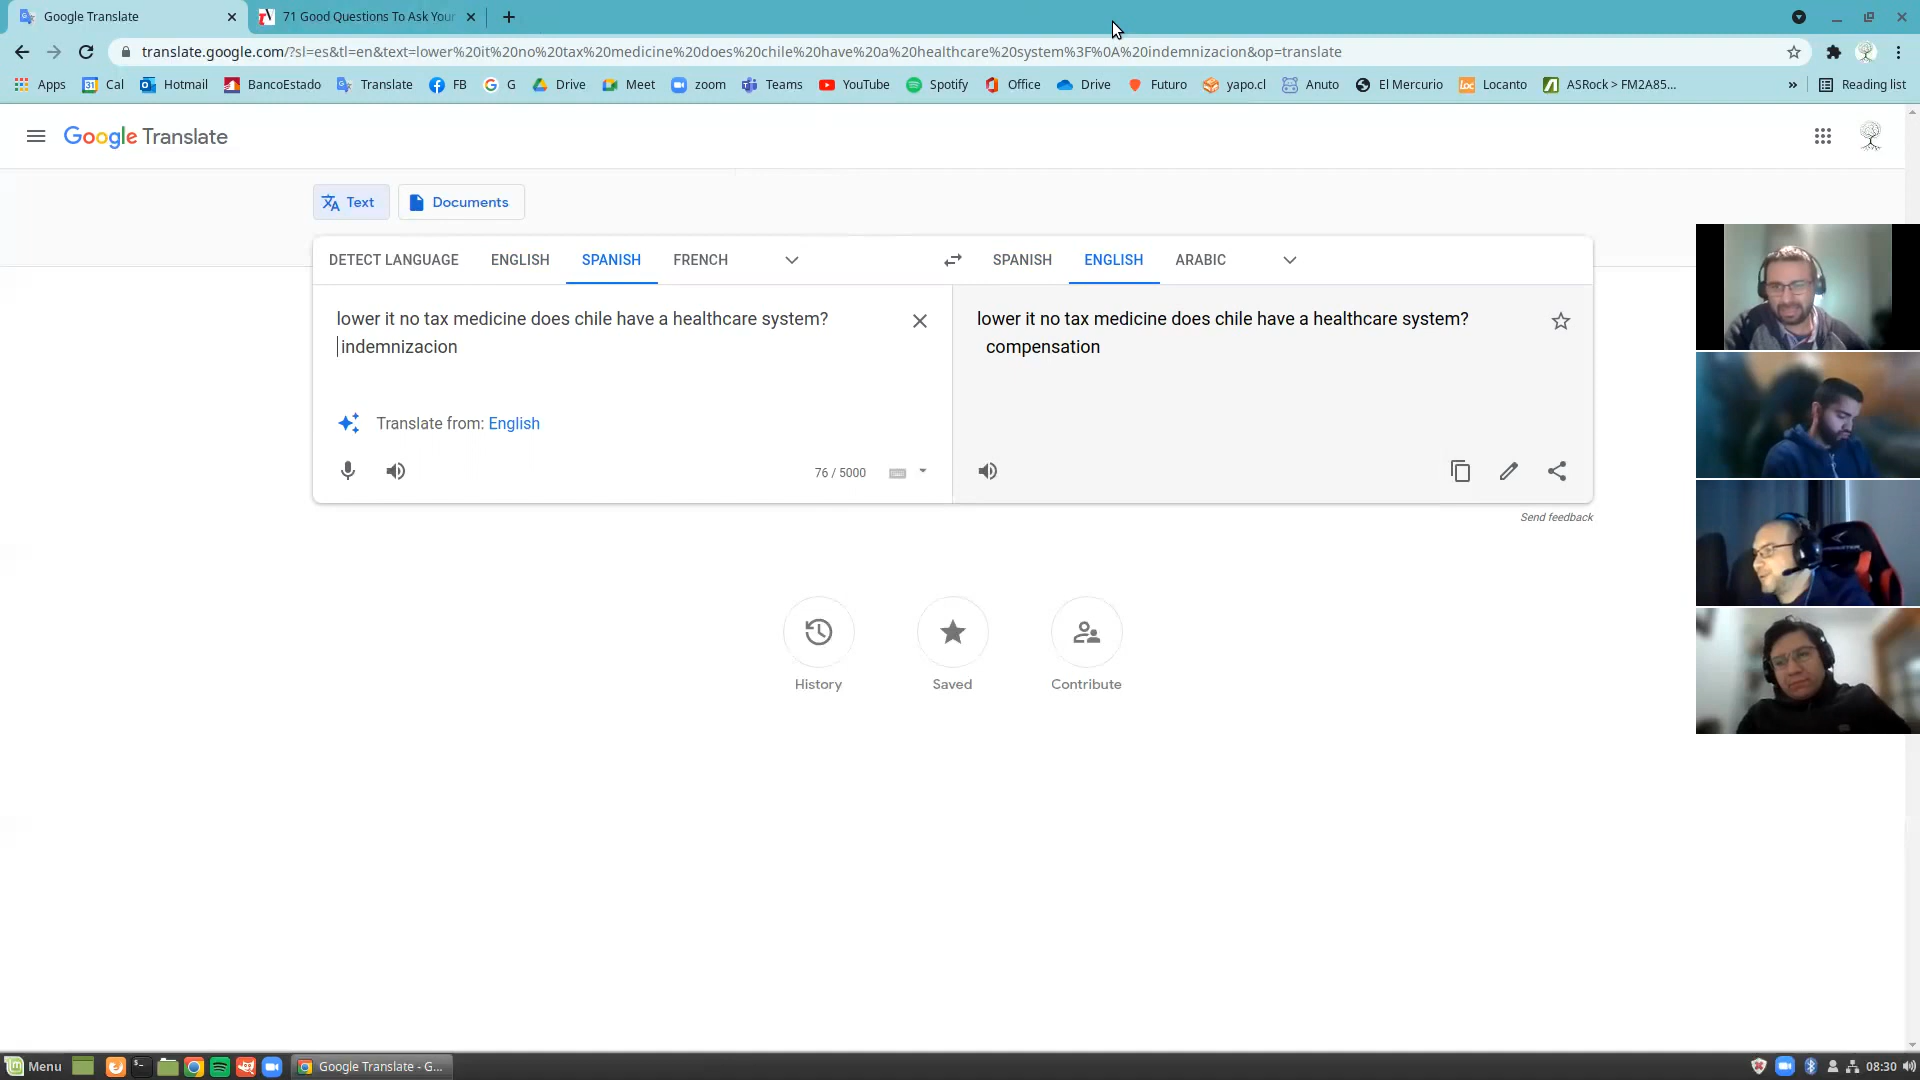 Google Translate
71 Good Questions To Ask Your
translate.google.com/?sl=es&tl=en&text=lower%20it%20no%20tax%20medicine%20does%20chile%20have%20a%20healthcare%20system%3F%0A%20indemnizacion&op=translate
Apps Cal Hotmail BancoEstado Translate FB G Drive Meet zoom Teams YouTube Spotify Office Drive Futuro yapo.cl Anuto El Mercurio Locanto ASRock > FM2A85... » Reading list
Google Translate
Text Documents
DETECT LANGUAGE ENGLISH SPANISH FRENCH SPANISH ENGLISH ARABIC
lower it no tax medicine does chile have a healthcare system?
indemnizacion
lower it no tax medicine does chile have a healthcare system?
compensation
Translate from: English
76 / 5000
Send feedback
History Saved Contribute
Menu Google Translate - G... 08:30